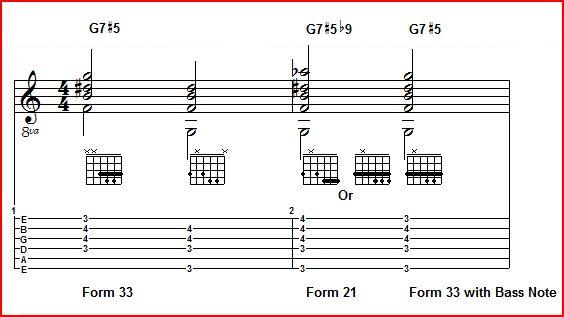 G7♯5 G7♯5♭9 G7♯5
4
4
8va
xx x x xx
Or
1 2
E 3 4 3
B 4 4 4 4
G 4 4 4 4
D 3 3 3 3
A
E 3 3 3
Form 33 Form 21 Form 33 with Bass Note